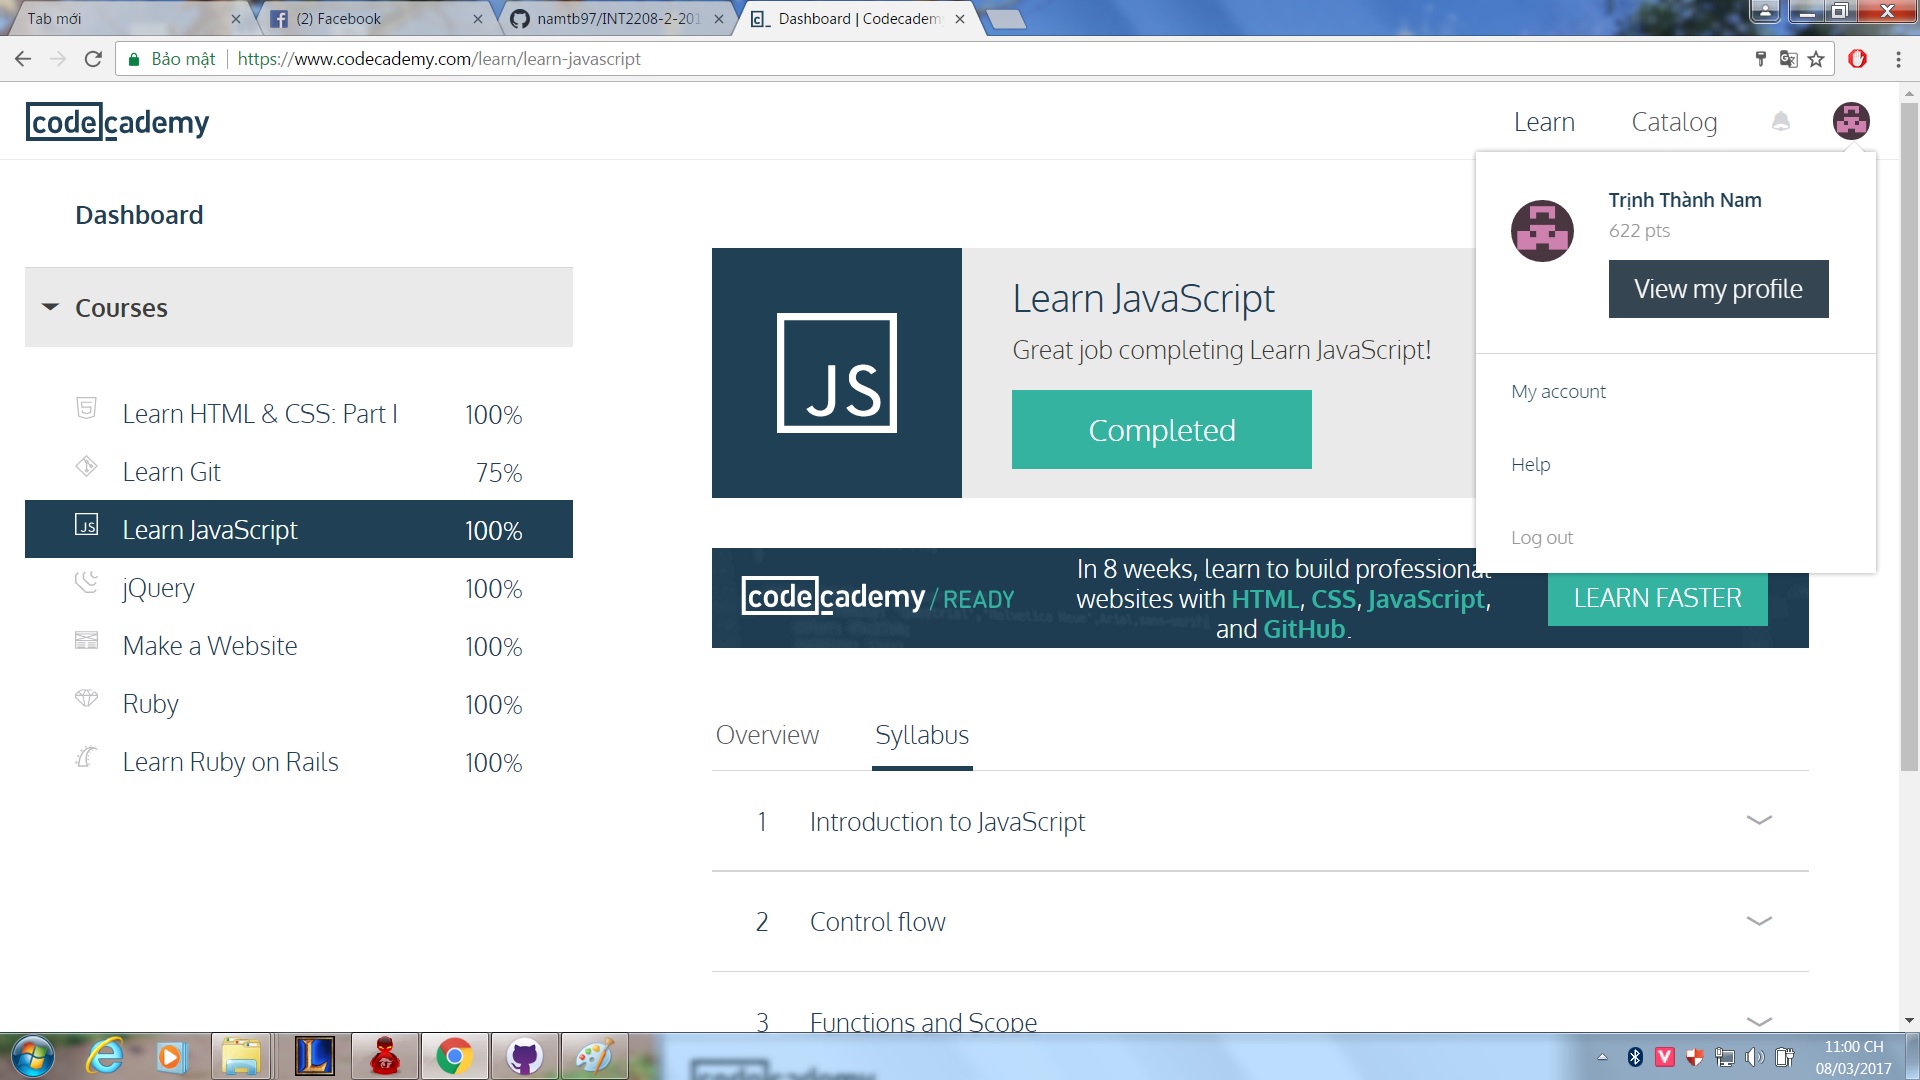 Tab mới
(2) Facebook
namtb97/INT2208-2-201
Dashboard | Codecadem
Bảo mật
https://www.codecademy.com/learn/learn-javascript
codecademy
Learn
Catalog
Trịnh Thành Nam
622 pts
View my profile
My account
Help
Log out
Dashboard
Courses
Learn HTML & CSS: Part I 100%
Learn Git 75%
JS Learn JavaScript 100%
jQuery 100%
Make a Website 100%
Ruby 100%
Learn Ruby on Rails 100%
JS
Learn JavaScript
Great job completing Learn JavaScript!
Completed
codecademy / READY
In 8 weeks, learn to build professional
websites with HTML, CSS, JavaScript,
and GitHub.
LEARN FASTER
Overview
Syllabus
1 Introduction to JavaScript
2 Control flow
3 Functions and Scope
codecademy
11:00 CH
08/03/2017